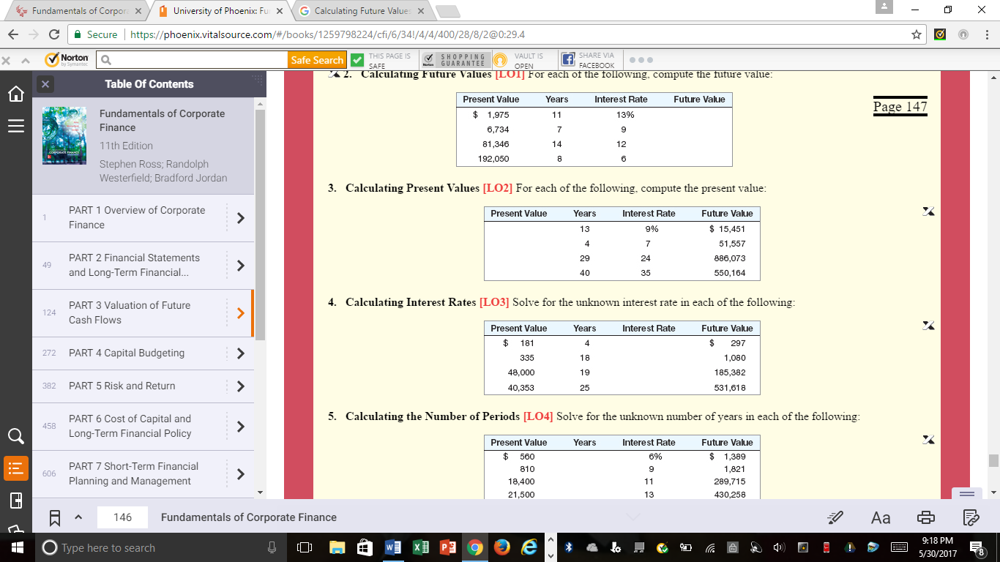 Fundamentals of Corpor
University of Phoenix: Fu
Calculating Future Values
Secure https://phoenix.vitalsource.com/#/books/1259798224/cfi/6/34!/4/4/400/28/8/2@0:29.4
Norton by Symantec
Safe Search
THIS PAGE IS SAFE
Norton SHOPPING GUARANTEE
VAULT IS OPEN
SHARE VIA FACEBOOK
Table Of Contents
Fundamentals of Corporate
Finance
11th Edition
Stephen Ross; Randolph
Westerfield; Bradford Jordan
1 PART 1 Overview of Corporate
Finance
49 PART 2 Financial Statements
and Long-Term Financial...
124 PART 3 Valuation of Future
Cash Flows
272 PART 4 Capital Budgeting
382 PART 5 Risk and Return
458 PART 6 Cost of Capital and
Long-Term Financial Policy
606 PART 7 Short-Term Financial
Planning and Management
2. Calculating Future Values [LO1] For each of the following, compute the future value:
Present Value Years Interest Rate Future Value
$ 1,975 11 13%
6,734 7 9
81,346 14 12
192,050 8 6
Page 147
3. Calculating Present Values [LO2] For each of the following, compute the present value:
Present Value Years Interest Rate Future Value
13 9% $ 15,451
4 7 51,557
29 24 886,073
40 35 550,164
4. Calculating Interest Rates [LO3] Solve for the unknown interest rate in each of the following:
Present Value Years Interest Rate Future Value
$ 181 4 $ 297
335 18 1,080
48,000 19 185,382
40,353 25 531,618
5. Calculating the Number of Periods [LO4] Solve for the unknown number of years in each of the following:
Present Value Years Interest Rate Future Value
$ 560 6% $ 1,389
810 9 1,821
18,400 11 289,715
21,500 13 430,258
146 Fundamentals of Corporate Finance
Aa
Type here to search
9:18 PM
5/30/2017
8